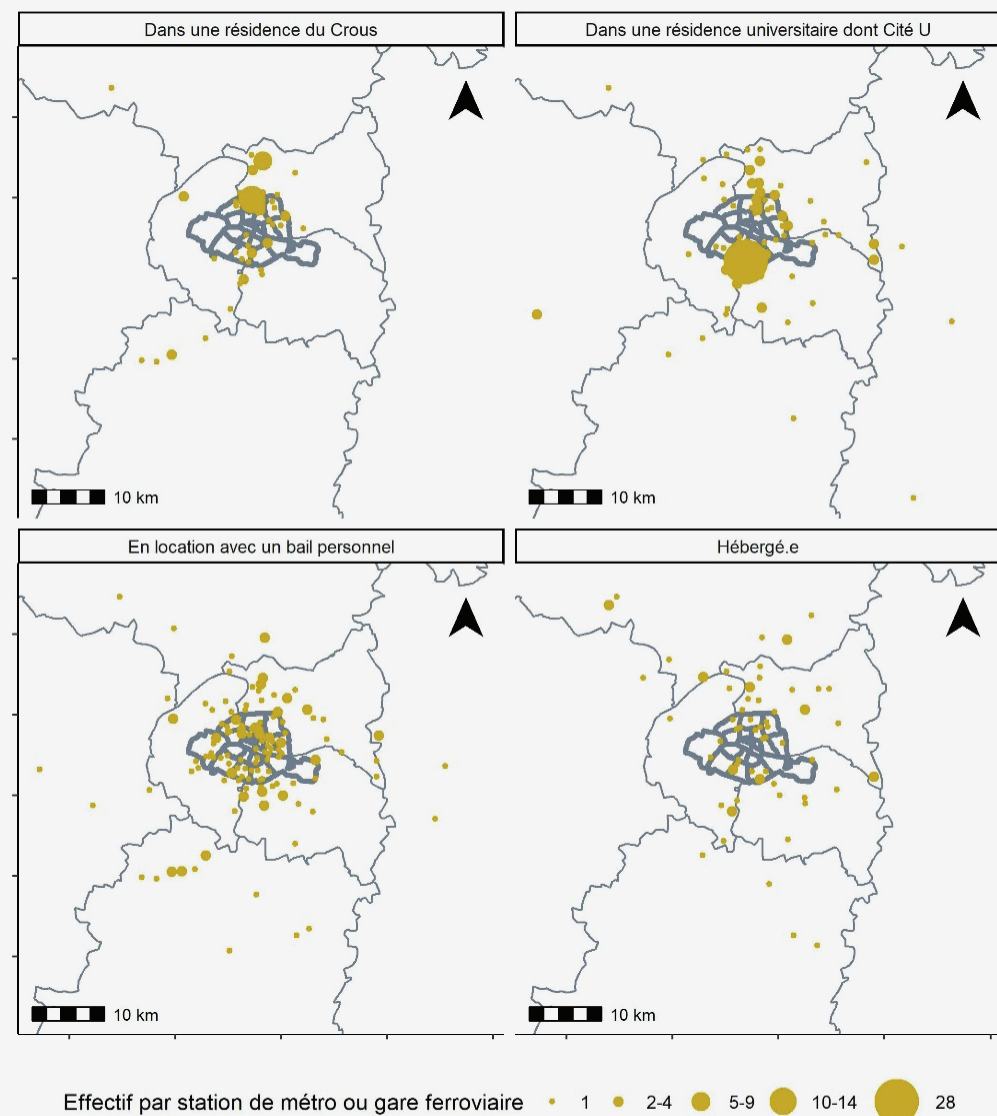 Dans une résidence du Crous
Dans une résidence universitaire dont Cité U
10 km
10 km
En location avec un bail personnel
Hébergé.e
10 km
10 km
Effectif par station de métro ou gare ferroviaire 1 2-4 5-9 10-14 28